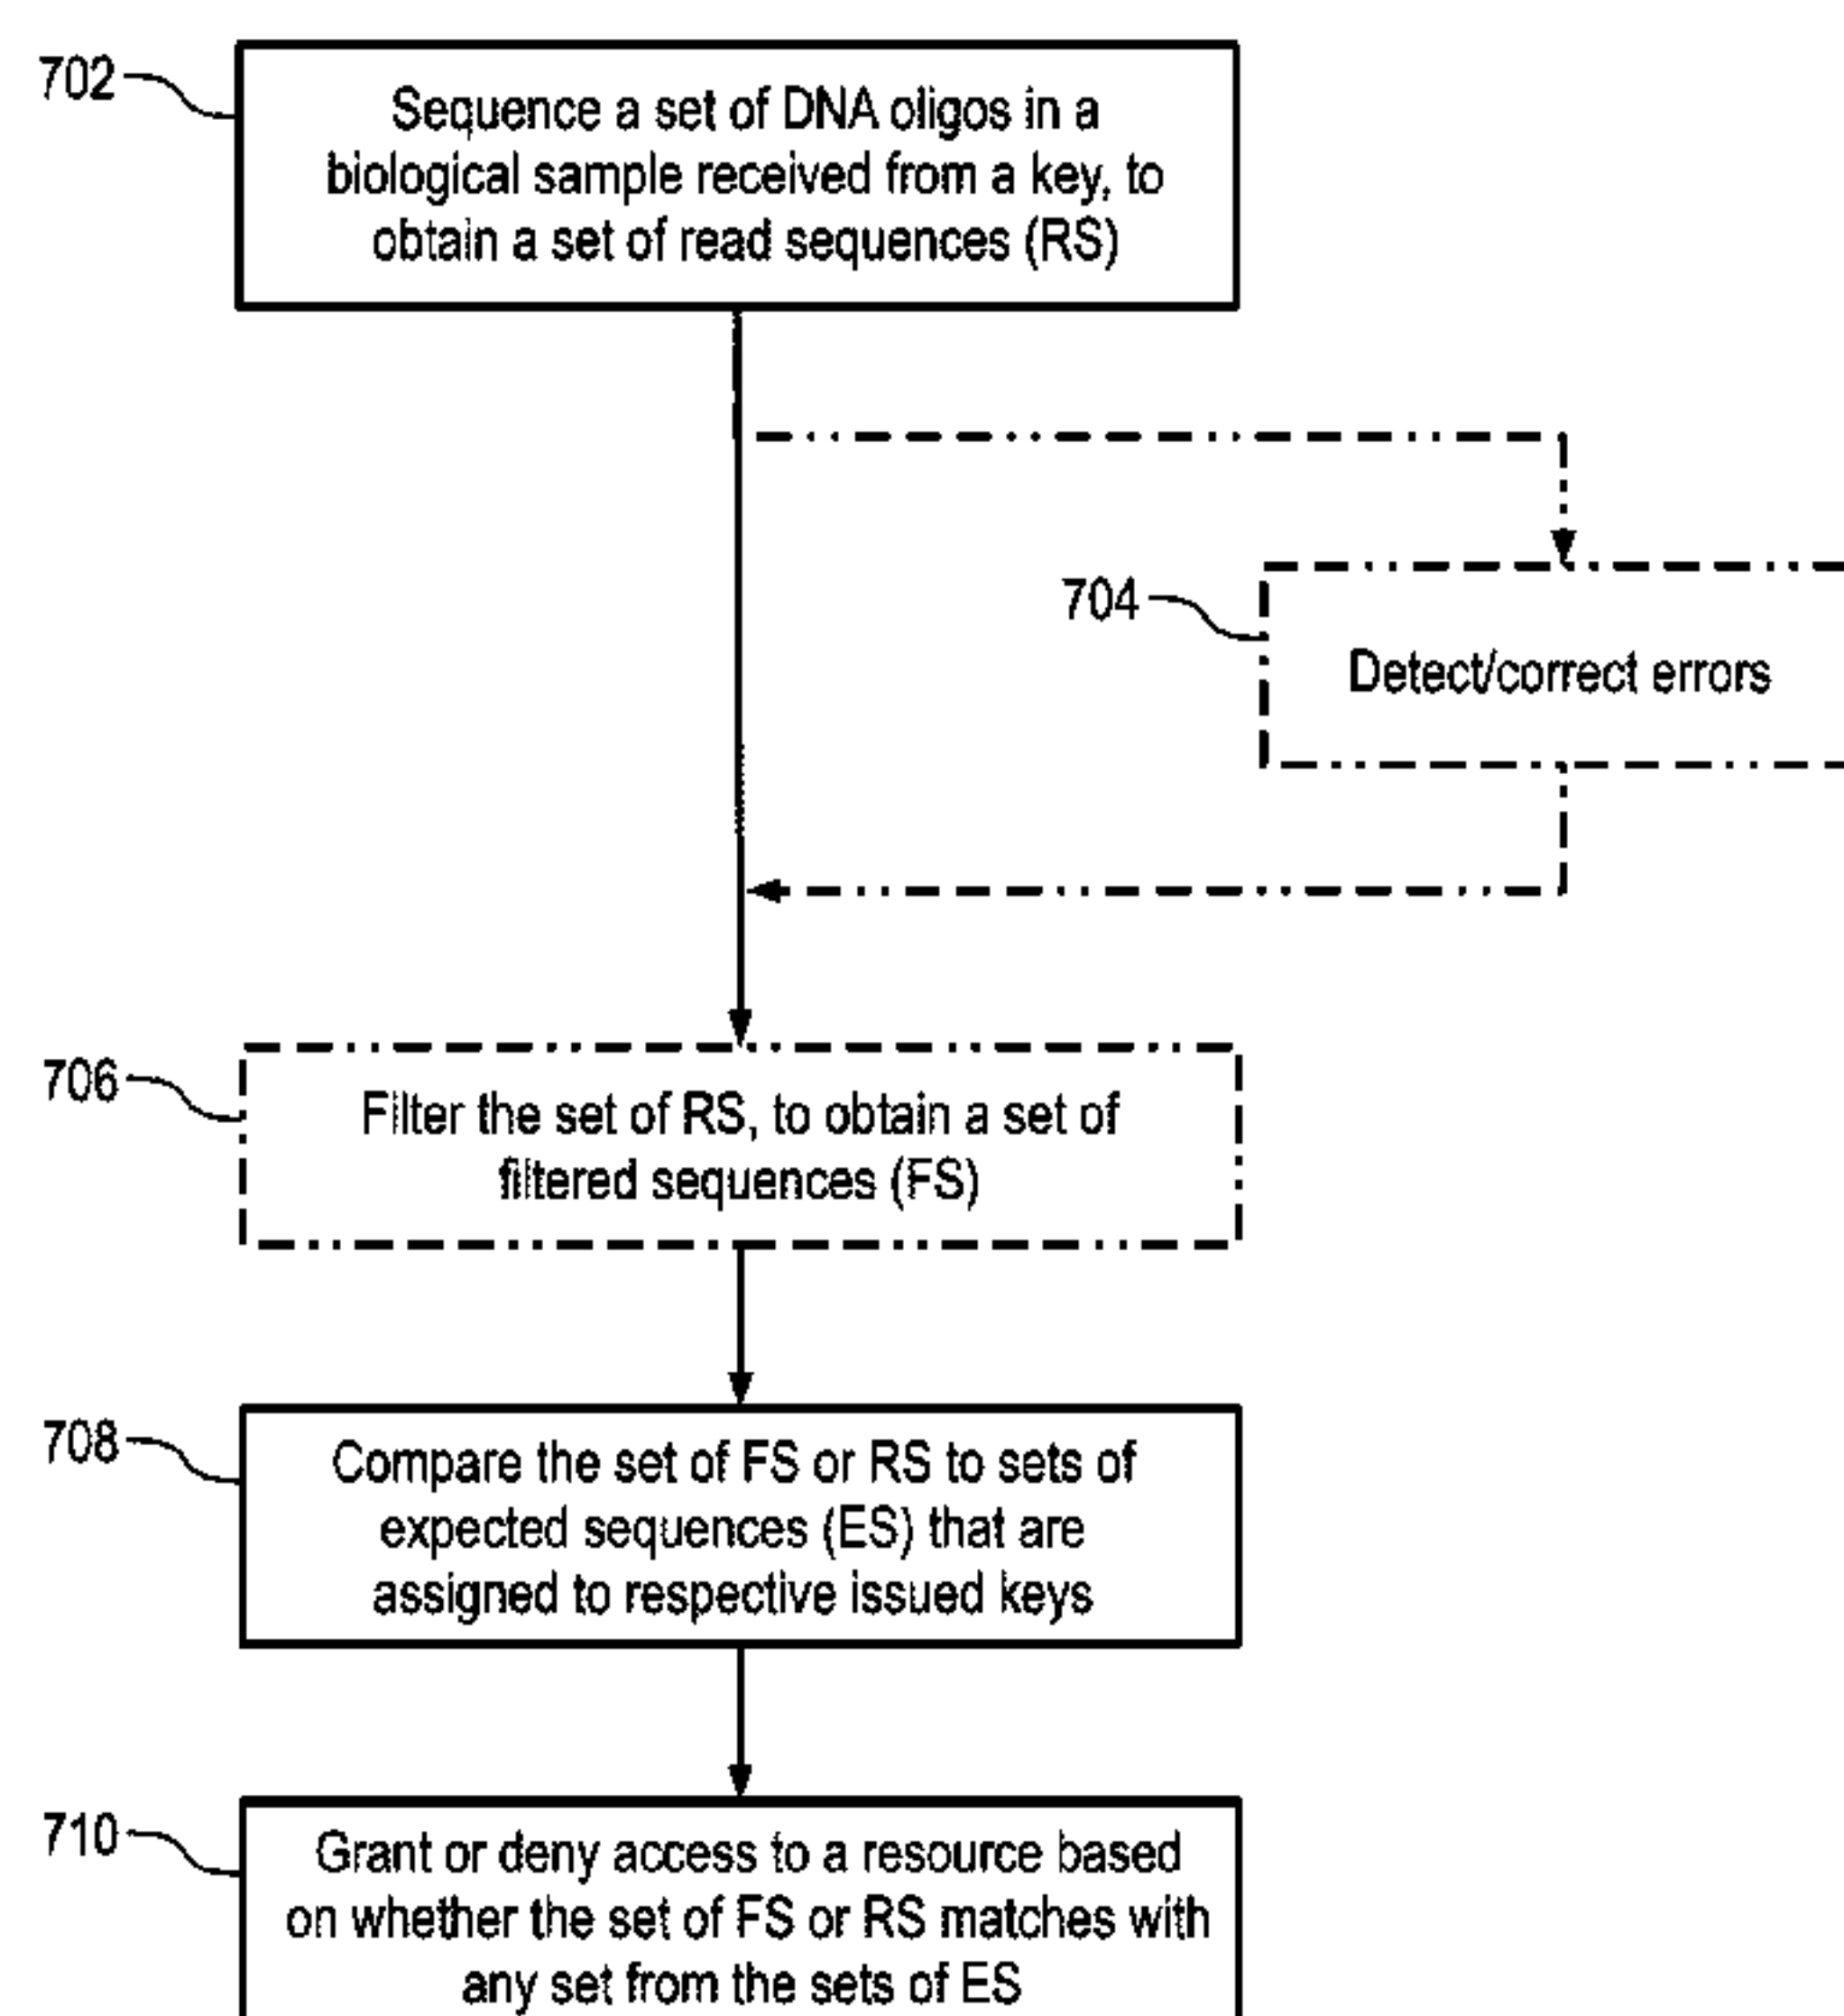 702
Sequence a set of DNA oligos in a
biological sample received from a key, to
obtain a set of read sequences (RS)
704
Detect/correct errors
706
Filter the set of RS, to obtain a set of
filtered sequences (FS)
708
Compare the set of FS or RS to sets of
expected sequences (ES) that are
assigned to respective issued keys
710
Grant or deny access to a resource based
on whether the set of FS or RS matches with
any set from the sets of ES